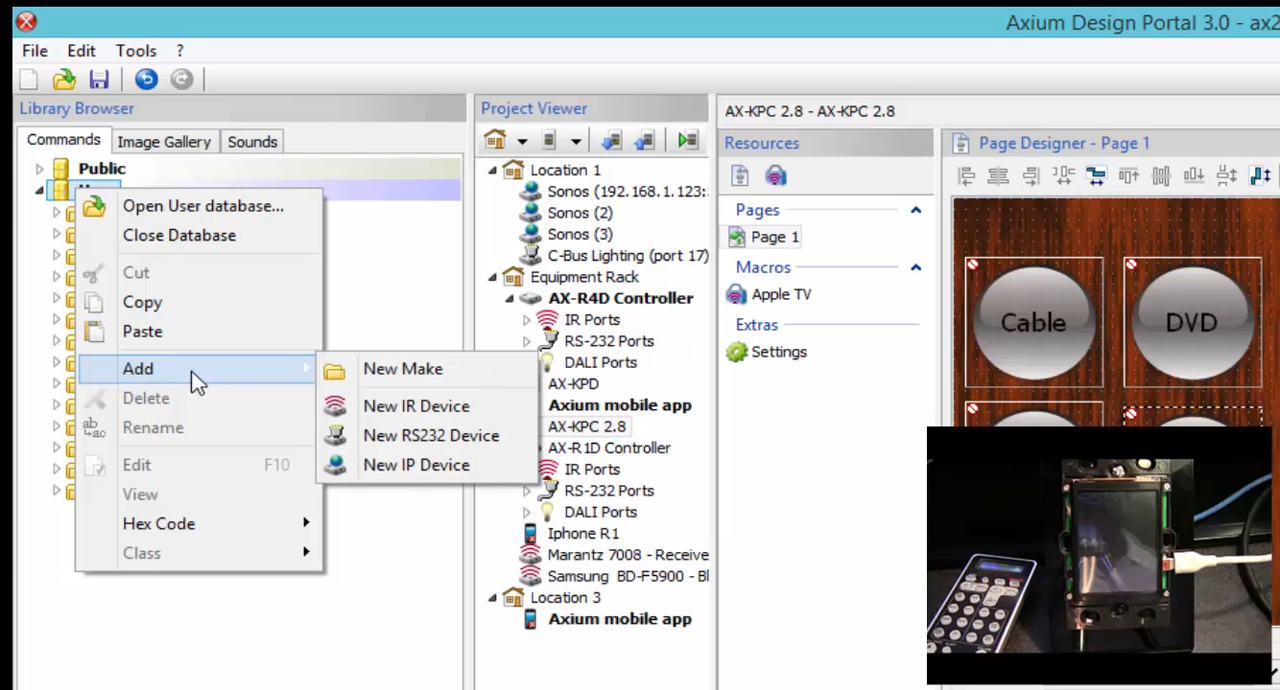 Axium Design Portal 3.0 - ax2
File Edit Tools ?
Library Browser
Commands Image Gallery Sounds
Public
Open User database...
Close Database
Cut
Copy
Paste
Add
Delete
Rename
Edit F10
View
Hex Code
Class
New Make
New IR Device
New RS232 Device
New IP Device
Project Viewer
Location 1
Sonos (192.168.1.123:
Sonos (2)
Sonos (3)
C-Bus Lighting (port 17)
Equipment Rack
AX-R4D Controller
IR Ports
RS-232 Ports
DALI Ports
AX-KPD
Axium mobile app
AX-KPC 2.8
AX-R1D Controller
IR Ports
RS-232 Ports
DALI Ports
Iphone R1
Marantz 7008 - Receive
Samsung BD-F5900 - Bl
Location 3
Axium mobile app
AX-KPC 2.8 - AX-KPC 2.8
Resources
Pages
Page 1
Macros
Apple TV
Extras
Settings
Page Designer - Page 1
Cable DVD